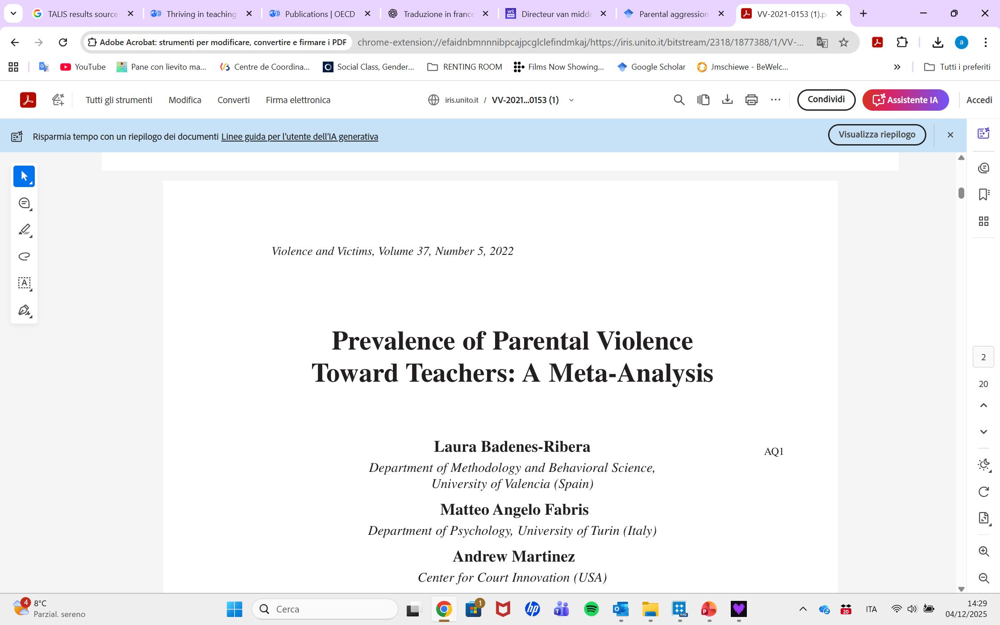 TALIS results source
Thriving in teaching
Publications | OECD
Traduzione in france
Directeur van midde
Parental aggression
VV-2021-0153 (1).p
Adobe Acrobat: strumenti per modificare, convertire e firmare i PDF
chrome-extension://efaidnbmnnnibpcajpcglclefindmkaj/https://iris.unito.it/bitstream/2318/1877388/1/VV-...
a
YouTube
Pane con lievito ma...
Centre de Coordina...
Social Class, Gender...
RENTING ROOM
Films Now Showing...
Google Scholar
Jmschiewe - BeWelc...
Tutti i preferiti
Tutti gli strumenti
Modifica
Converti
Firma elettronica
iris.unito.it / VV-2021...0153 (1)
Condividi
Assistente IA
Accedi
Risparmia tempo con un riepilogo dei documenti Linee guida per l'utente dell'IA generativa
Visualizza riepilogo
Violence and Victims, Volume 37, Number 5, 2022
Prevalence of Parental Violence
Toward Teachers: A Meta-Analysis
Laura Badenes-Ribera
AQ1
Department of Methodology and Behavioral Science,
University of Valencia (Spain)
Matteo Angelo Fabris
Department of Psychology, University of Turin (Italy)
Andrew Martinez
Center for Court Innovation (USA)
2
20
4
8°C
Parzial. sereno
Cerca
1
N15
20
ITA
14:29
04/12/2025